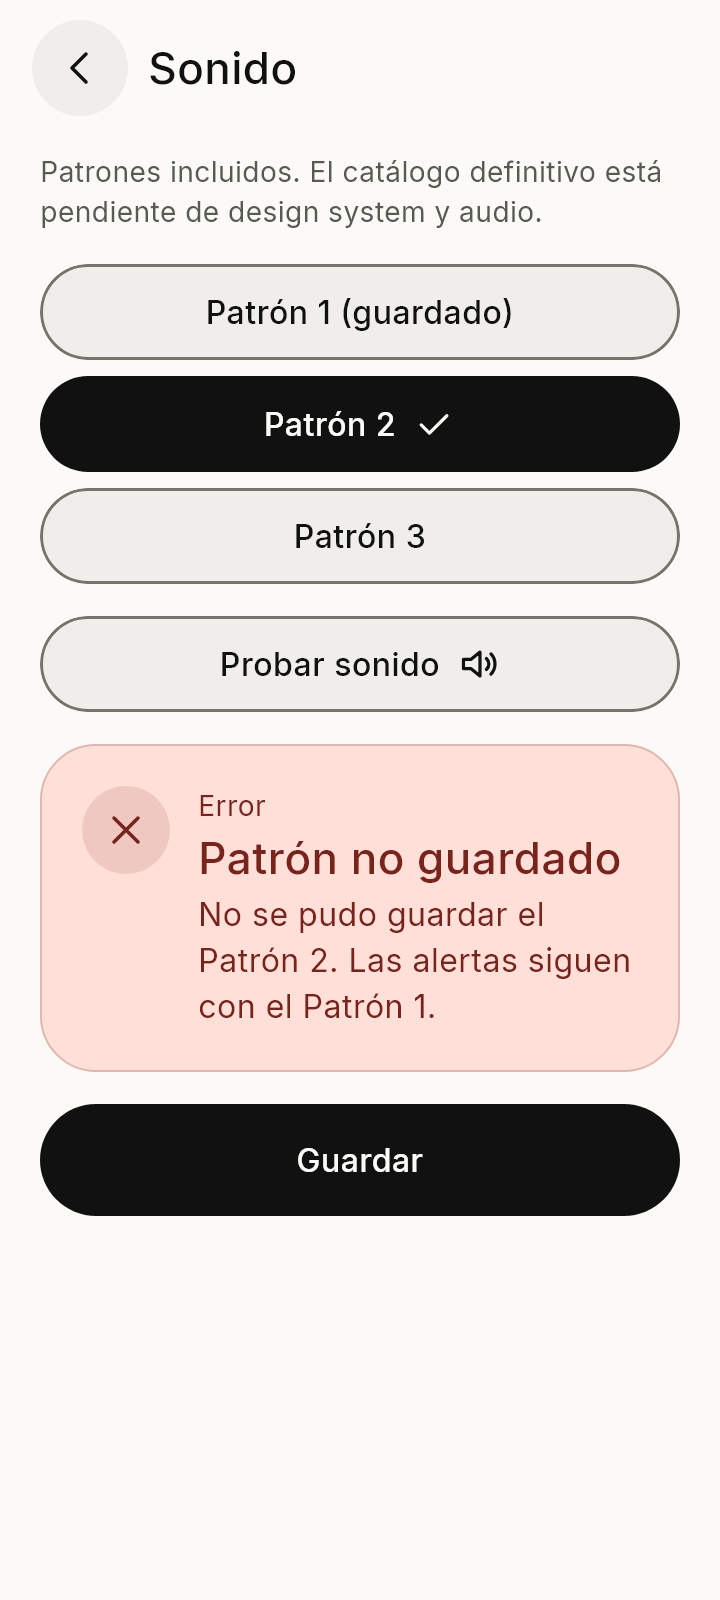 Sonido
Patrones incluidos. El catálogo definitivo está
pendiente de design system y audio.
Patrón 1 (guardado)
Patrón 2
Patrón 3
Probar sonido
Error
Patrón no guardado
No se pudo guardar el
Patrón 2. Las alertas siguen
con el Patrón 1.
Guardar